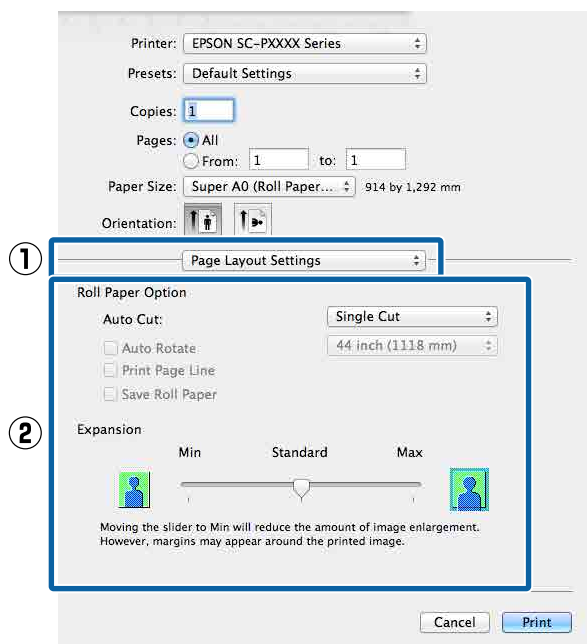 Printer: EPSON SC-PXXXX Series
Presets: Default Settings
Copies: 1
Pages: All
From: 1 to: 1
Paper Size: Super A0 (Roll Paper... 914 by 1,292 mm
Orientation:
① Page Layout Settings
Roll Paper Option
Auto Cut: Single Cut
Auto Rotate 44 inch (1118 mm)
Print Page Line
Save Roll Paper
②
Expansion
Min Standard Max
Moving the slider to Min will reduce the amount of image enlargement.
However, margins may appear around the printed image.
Cancel Print